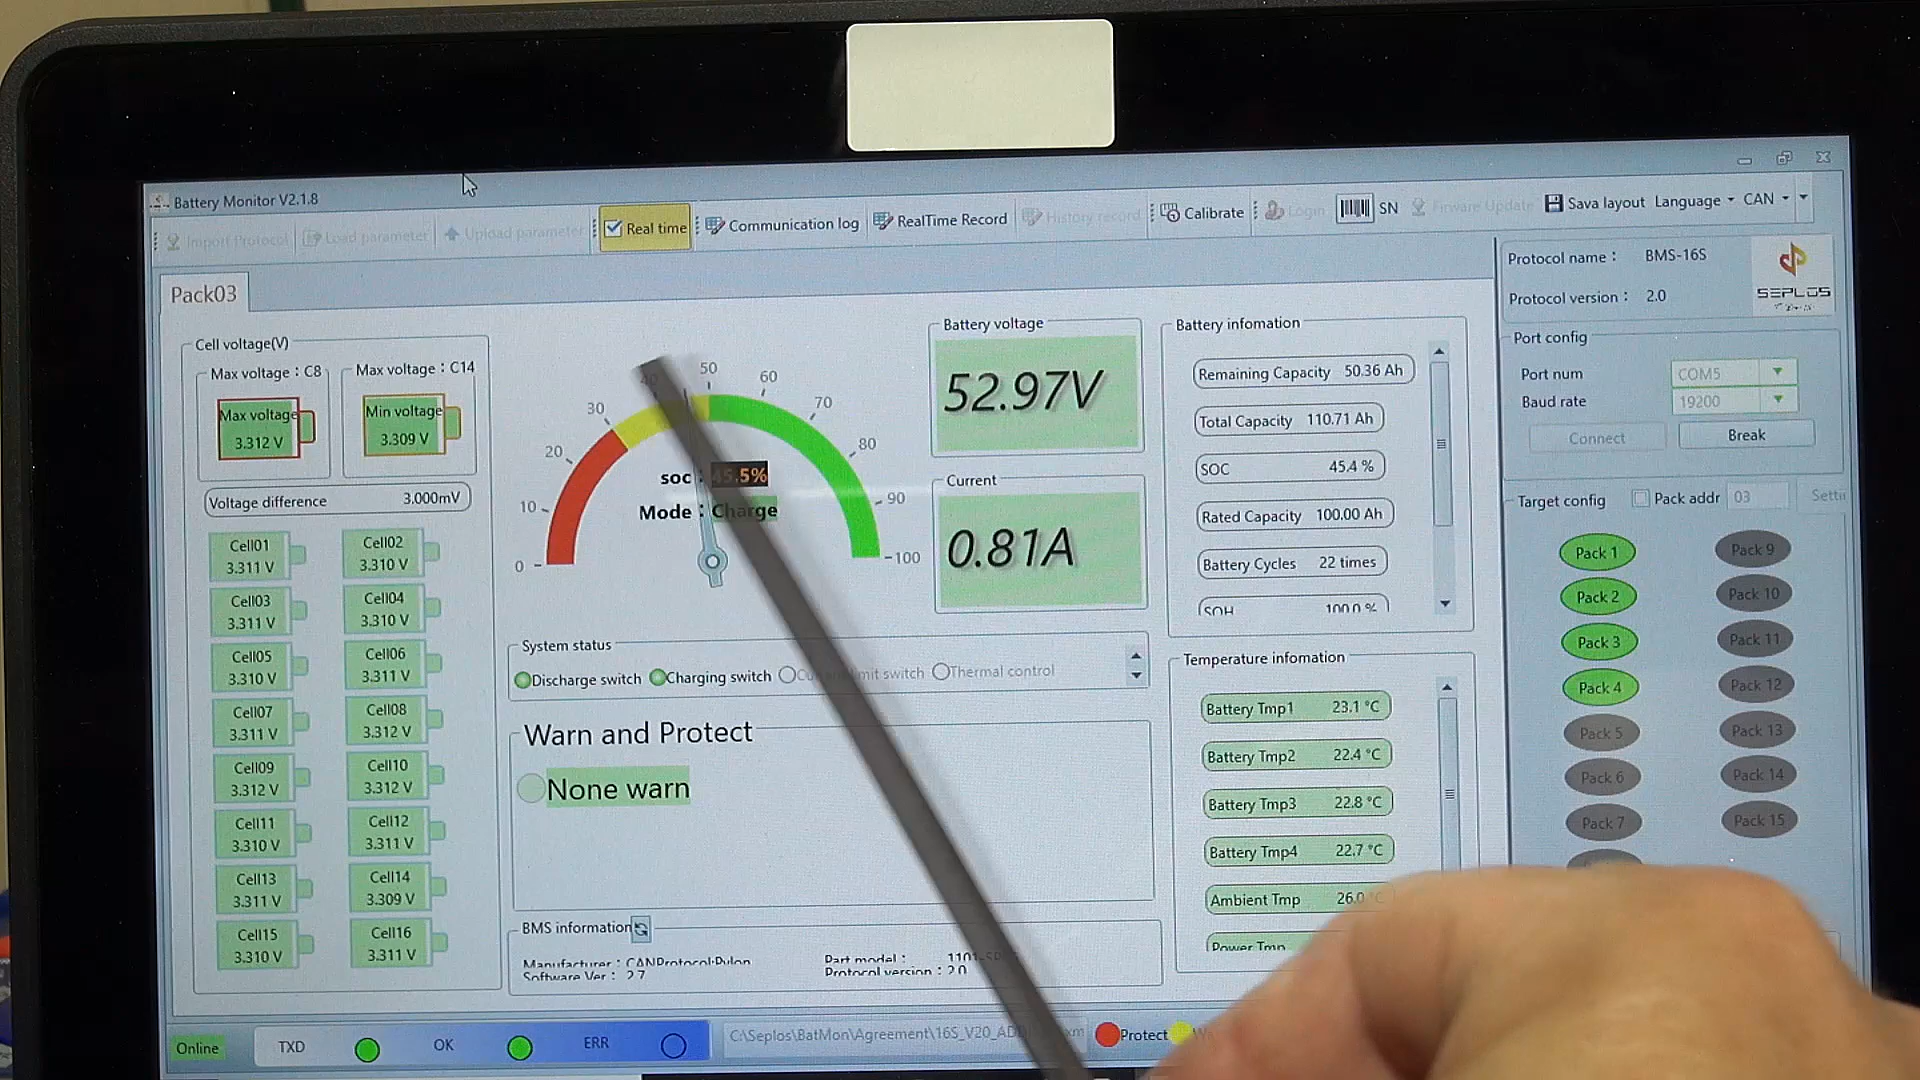 Battery Monitor V2.1.8
Import Protocol
Load parameter
Upload parameter
Real time
Communication log
RealTime Record
History record
Calibrate
Login
SN
Firware Update
Sava layout
Language
CAN
Pack03
Cell voltage(V)
Max voltage : C8
Max voltage
3.312 V
Max voltage : C14
Min voltage
3.309 V
Voltage difference 3.000mV
Cell01
3.311 V
Cell02
3.310 V
Cell03
3.311 V
Cell04
3.310 V
Cell05
3.310 V
Cell06
3.311 V
Cell07
3.311 V
Cell08
3.312 V
Cell09
3.312 V
Cell10
3.312 V
Cell11
3.310 V
Cell12
3.311 V
Cell13
3.311 V
Cell14
3.309 V
Cell15
3.310 V
Cell16
3.311 V
0
10
20
30
40
50
60
70
80
90
100
soc : 45.5%
Mode : Charge
Battery voltage
52.97V
Current
0.81A
System status
Discharge switch
Charging switch
switch
Thermal control
Warn and Protect
None warn
BMS information
Manufacturer : CANProtocol:Pylon
Software Ver : 2.7
Part model :
Protocol version : 2.0
Battery infomation
Remaining Capacity 50.36 Ah
Total Capacity 110.71 Ah
SOC 45.4 %
Rated Capacity 100.00 Ah
Battery Cycles 22 times
SOH 100.0 %
Temperature infomation
Battery Tmp1 23.1 °C
Battery Tmp2 22.4 °C
Battery Tmp3 22.8 °C
Battery Tmp4 22.7 °C
Ambient Tmp 26.0 °C
Power Tmp
Protocol name : BMS-16S
Protocol version : 2.0
SEPLOS
Port config
Port num COM5
Baud rate 19200
Connect
Break
Target config
Pack addr 03
Pack 1
Pack 9
Pack 2
Pack 10
Pack 3
Pack 11
Pack 4
Pack 12
Pack 5
Pack 13
Pack 6
Pack 14
Pack 7
Pack 15
Online
TXD
OK
ERR
C:\Seplos\BatMon\Agreement\16S_V20_AD
Protect